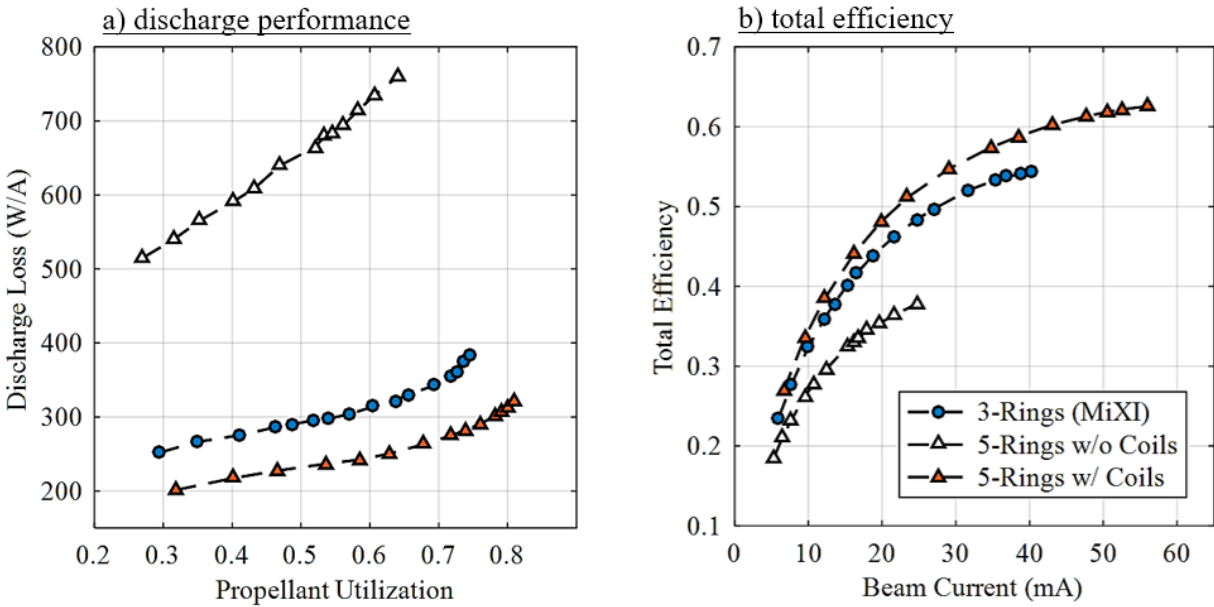 a) discharge performance
800
700
600
500
400
300
200
Discharge Loss (W/A)
0.2 0.3 0.4 0.5 0.6 0.7 0.8
Propellant Utilization
b) total efficiency
0.7
0.6
0.5
0.4
0.3
0.2
0.1
Total Efficiency
0 10 20 30 40 50 60
Beam Current (mA)
3-Rings (MiXI)
5-Rings w/o Coils
5-Rings w/ Coils